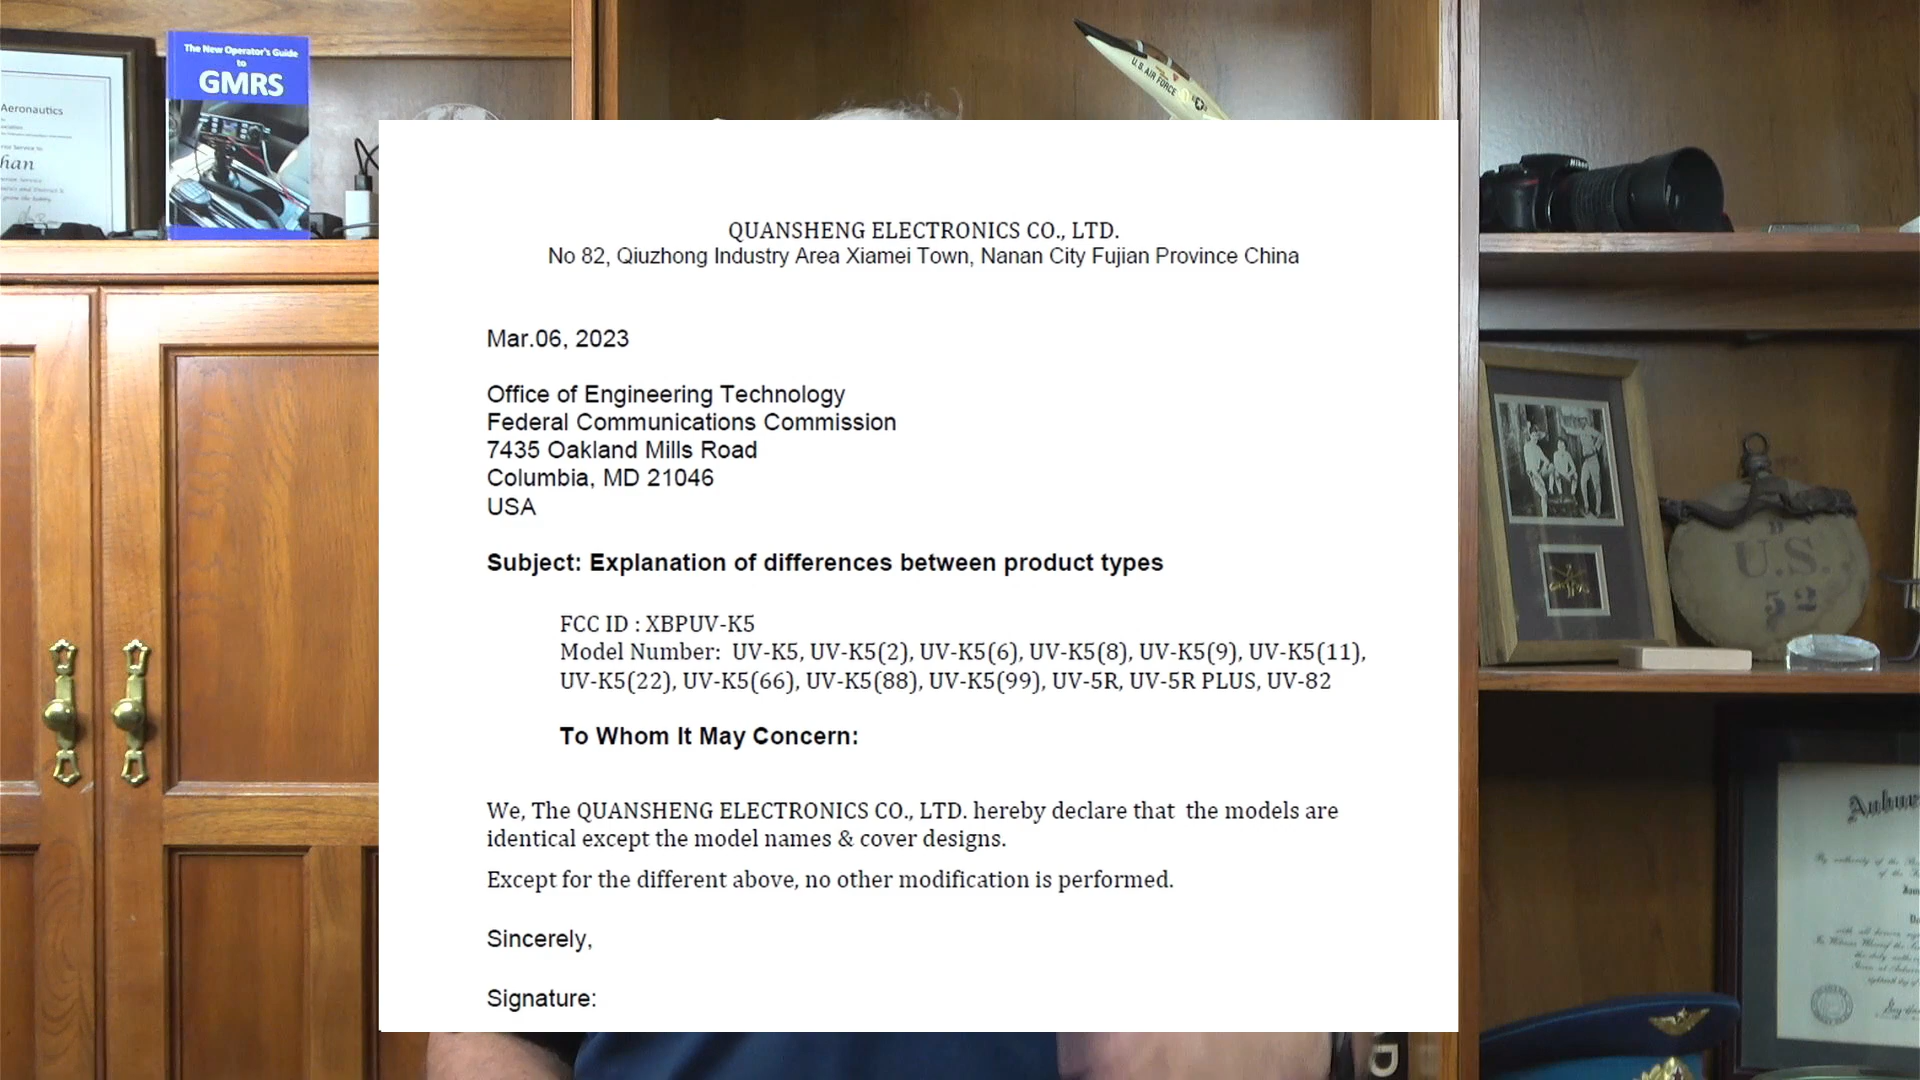 The New Operator's Guide
to
GMRS
Aeronautics
han
U.S. AIR FORCE
Nikon
QUANSHENG ELECTRONICS CO., LTD.
No 82, Qiuzhong Industry Area Xiamei Town, Nanan City Fujian Province China
Mar.06, 2023
Office of Engineering Technology
Federal Communications Commission
7435 Oakland Mills Road
Columbia, MD 21046
USA
Subject: Explanation of differences between product types
FCC ID : XBPUV-K5
Model Number: UV-K5, UV-K5(2), UV-K5(6), UV-K5(8), UV-K5(9), UV-K5(11),
UV-K5(22), UV-K5(66), UV-K5(88), UV-K5(99), UV-5R, UV-5R PLUS, UV-82
To Whom It May Concern:
We, The QUANSHENG ELECTRONICS CO., LTD. hereby declare that the models are
identical except the model names & cover designs.
Except for the different above, no other modification is performed.
Sincerely,
Signature:
U.S.
52